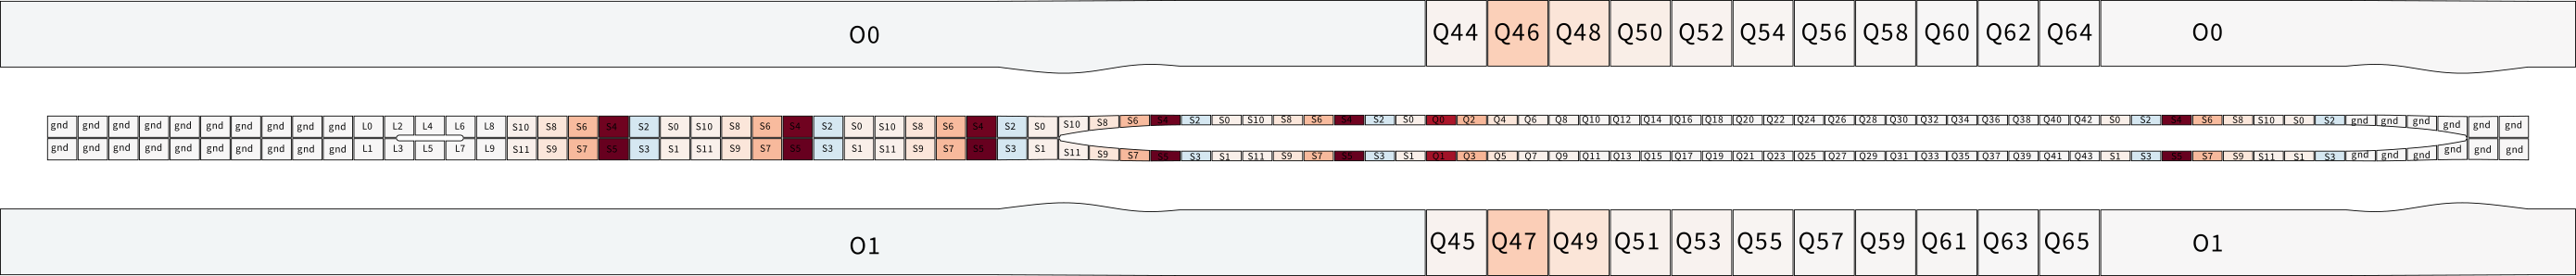 O0 Q44 Q46 Q48 Q50 Q52 Q54 Q56 Q58 Q60 Q62 Q64 O0
gnd gnd gnd gnd gnd gnd gnd gnd gnd gnd L0 L2 L4 L6 L8 S10 S8 S6 S4 S2 S0 S10 S8 S6 S4 S2 S0 S10 S8 S6 S4 S2 S0 S10 S8 S6 S4 S2 S0 S10 S8 S6 S4 S2 S0 Q0 Q2 Q4 Q6 Q8 Q10 Q12 Q14 Q16 Q18 Q20 Q22 Q24 Q26 Q28 Q30 Q32 Q34 Q36 Q38 Q40 Q42 S0 S2 S4 S6 S8 S10 S0 S2 gnd gnd gnd gnd gnd gnd
gnd gnd gnd gnd gnd gnd gnd gnd gnd gnd L1 L3 L5 L7 L9 S11 S9 S7 S5 S3 S1 S11 S9 S7 S5 S3 S1 S11 S9 S7 S5 S3 S1 S11 S9 S7 S5 S3 S1 S11 S9 S7 S5 S3 S1 Q1 Q3 Q5 Q7 Q9 Q11 Q13 Q15 Q17 Q19 Q21 Q23 Q25 Q27 Q29 Q31 Q33 Q35 Q37 Q39 Q41 Q43 S1 S3 S5 S7 S9 S11 S1 S3 gnd gnd gnd gnd gnd gnd
O1 Q45 Q47 Q49 Q51 Q53 Q55 Q57 Q59 Q61 Q63 Q65 O1